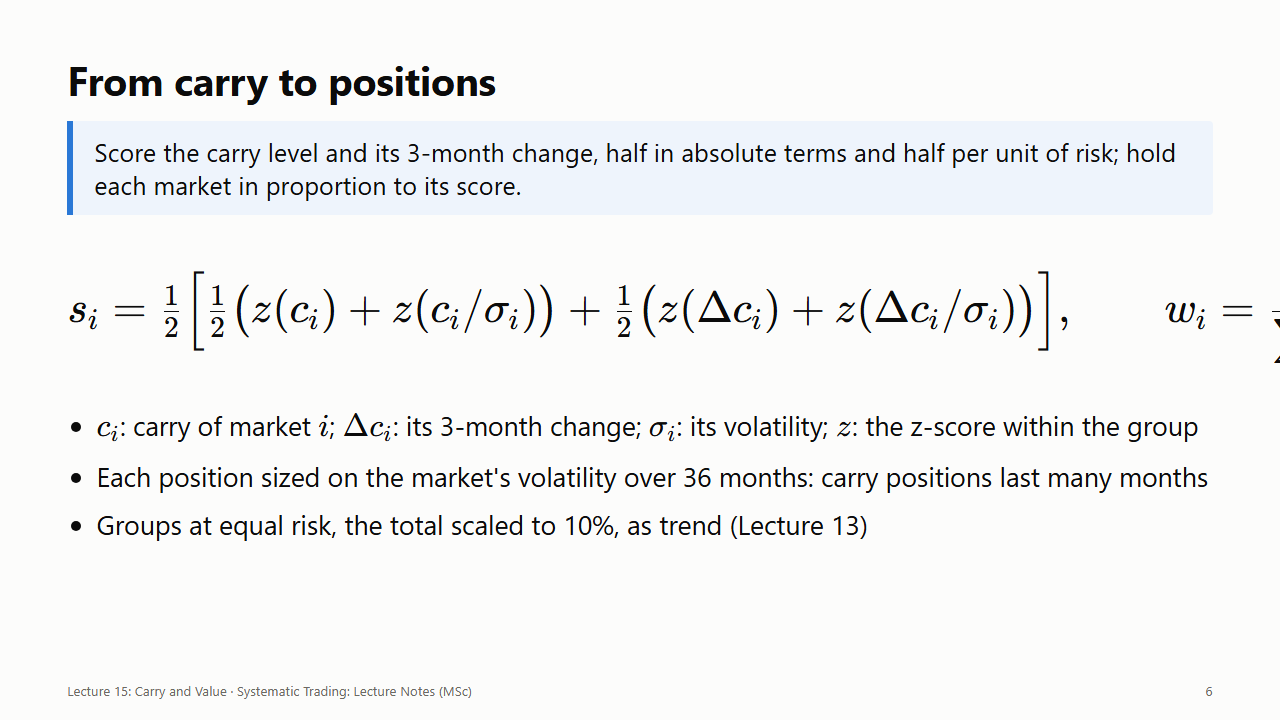 From carry to positions
Score the carry level and its 3-month change, half in absolute terms and half per unit of risk; hold
each market in proportion to its score.
s_i = 1/2 [ 1/2 ( z(c_i) + z(c_i/σ_i) ) + 1/2 ( z(Δc_i) + z(Δc_i/σ_i) ) ], w_i =
• c_i: carry of market i; Δc_i: its 3-month change; σ_i: its volatility; z: the z-score within the group
• Each position sized on the market's volatility over 36 months: carry positions last many months
• Groups at equal risk, the total scaled to 10%, as trend (Lecture 13)
Lecture 15: Carry and Value · Systematic Trading: Lecture Notes (MSc)
6